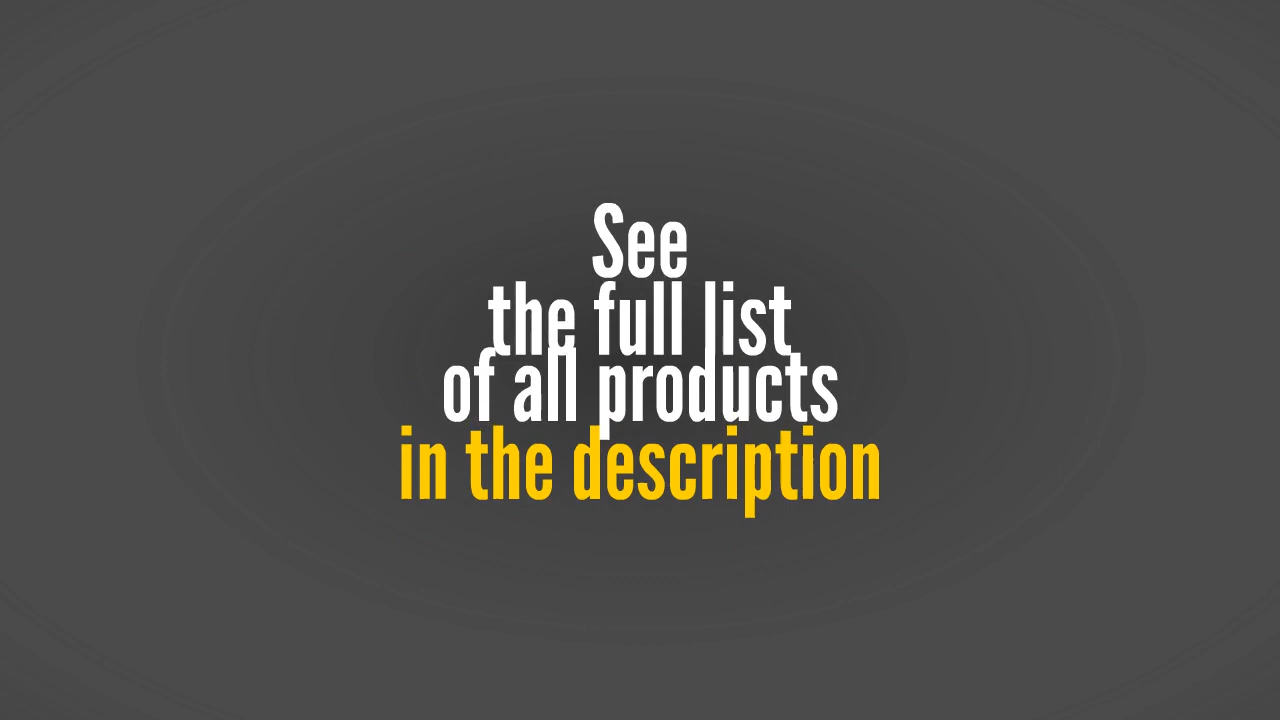 See
the full list
of all products
in the description